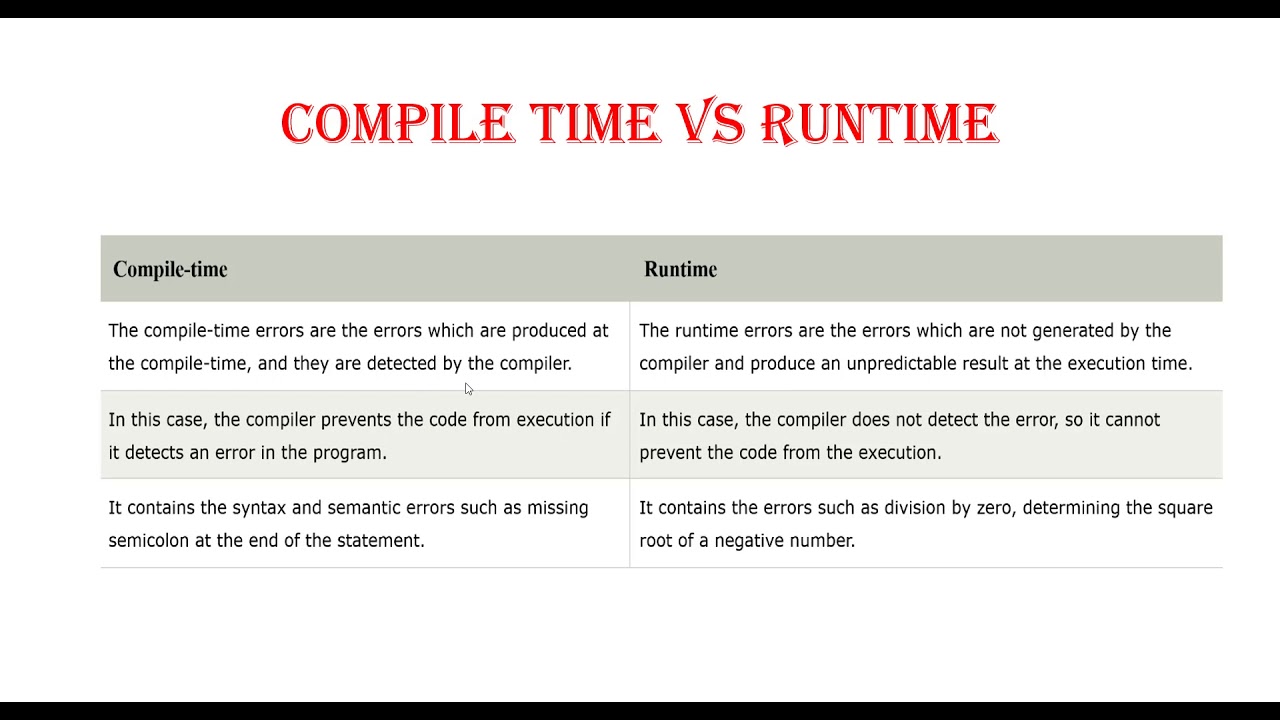 COMPILE TIME VS RUNTIME
Compile-time
Runtime
The compile-time errors are the errors which are produced at
the compile-time, and they are detected by the compiler.
The runtime errors are the errors which are not generated by the
compiler and produce an unpredictable result at the execution time.
In this case, the compiler prevents the code from execution if
it detects an error in the program.
In this case, the compiler does not detect the error, so it cannot
prevent the code from the execution.
It contains the syntax and semantic errors such as missing
semicolon at the end of the statement.
It contains the errors such as division by zero, determining the square
root of a negative number.